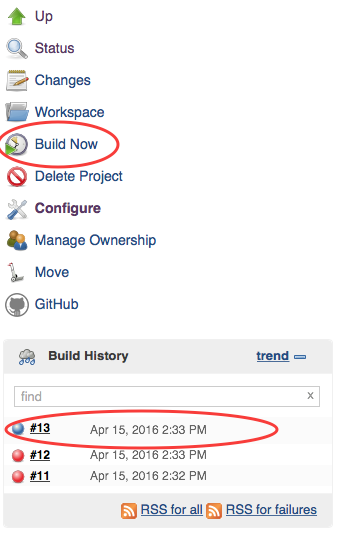 Up
Status
Changes
Workspace
Build Now
Delete Project
Configure
Manage Ownership
Move
GitHub
Build History trend
find x
#13 Apr 15, 2016 2:33 PM
#12 Apr 15, 2016 2:33 PM
#11 Apr 15, 2016 2:32 PM
RSS for all RSS for failures